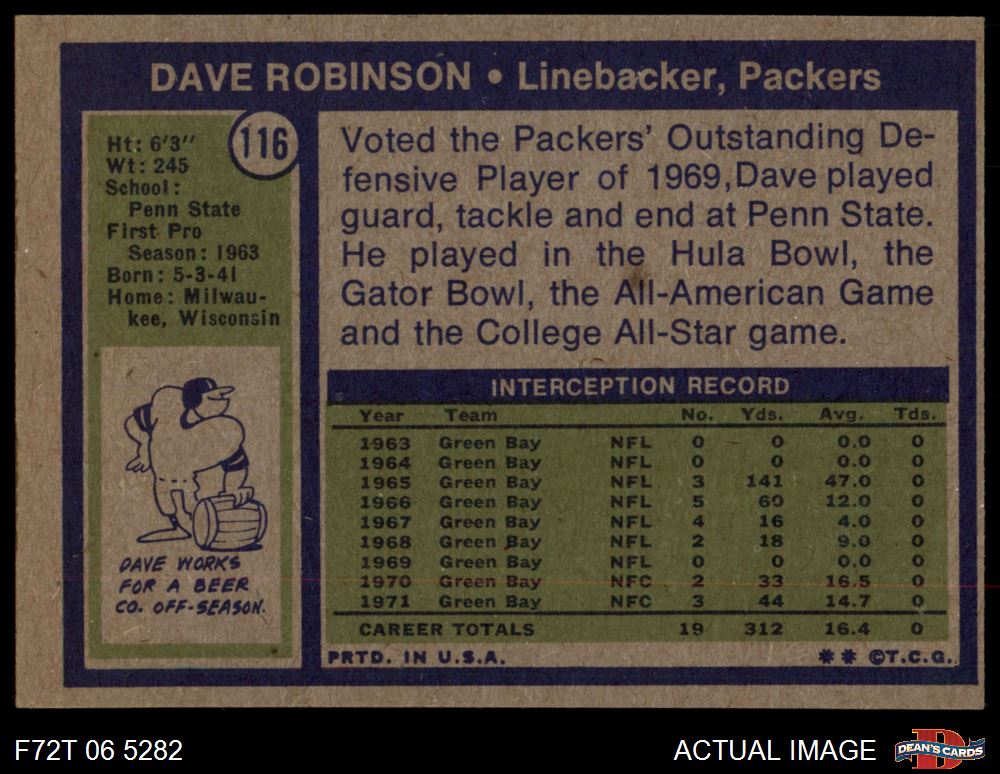 DAVE ROBINSON • Linebacker, Packers
116
Ht: 6'3"
Wt: 245
School:
Penn State
First Pro
Season: 1963
Born: 5-3-41
Home: Milwau-
kee, Wisconsin
DAVE WORKS
FOR A BEER
CO. OFF-SEASON.
Voted the Packers' Outstanding De-
fensive Player of 1969, Dave played
guard, tackle and end at Penn State.
He played in the Hula Bowl, the
Gator Bowl, the All-American Game
and the College All-Star game.
INTERCEPTION RECORD
Year Team No. Yds. Avg. Tds.
1963 Green Bay NFL 0 0 0.0 0
1964 Green Bay NFL 0 0 0.0 0
1965 Green Bay NFL 3 141 47.0 0
1966 Green Bay NFL 5 60 12.0 0
1967 Green Bay NFL 4 16 4.0 0
1968 Green Bay NFL 2 18 9.0 0
1969 Green Bay NFL 0 0 0.0 0
1970 Green Bay NFC 2 33 16.5 0
1971 Green Bay NFC 3 44 14.7 0
CAREER TOTALS 19 312 16.4 0
PRTD. IN U.S.A. ** ©T.C.G.
F72T 06 5282 ACTUAL IMAGE
D DEAN'S CARDS